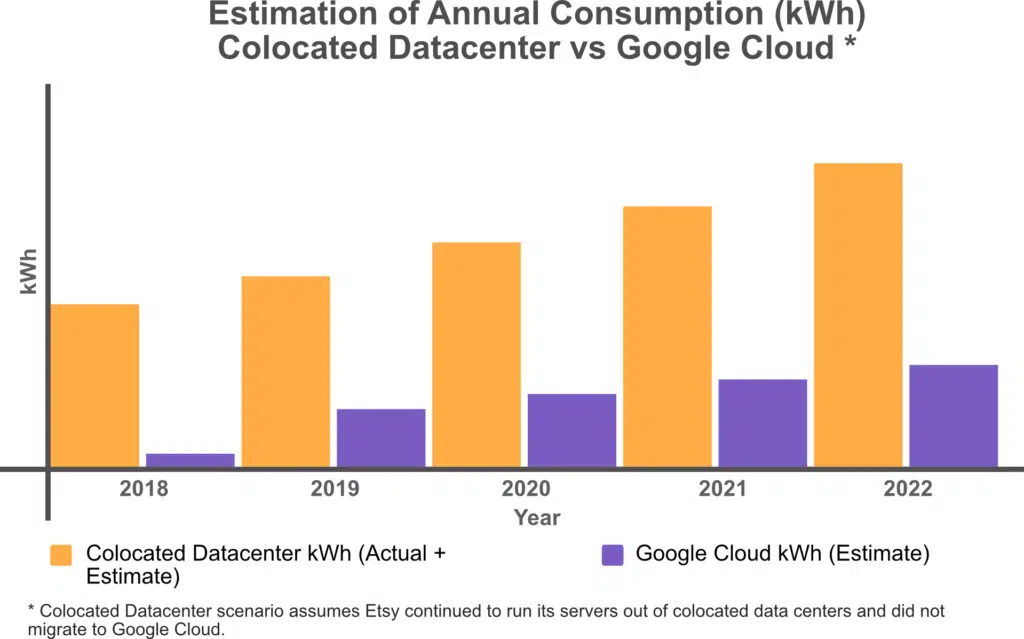 Estimation of Annual Consumption (kWh)
Colocated Datacenter vs Google Cloud *
kWh
2018
2019
2020
2021
2022
Year
Colocated Datacenter kWh (Actual +
Estimate)
Google Cloud kWh (Estimate)
* Colocated Datacenter scenario assumes Etsy continued to run its servers out of colocated data centers and did not
migrate to Google Cloud.